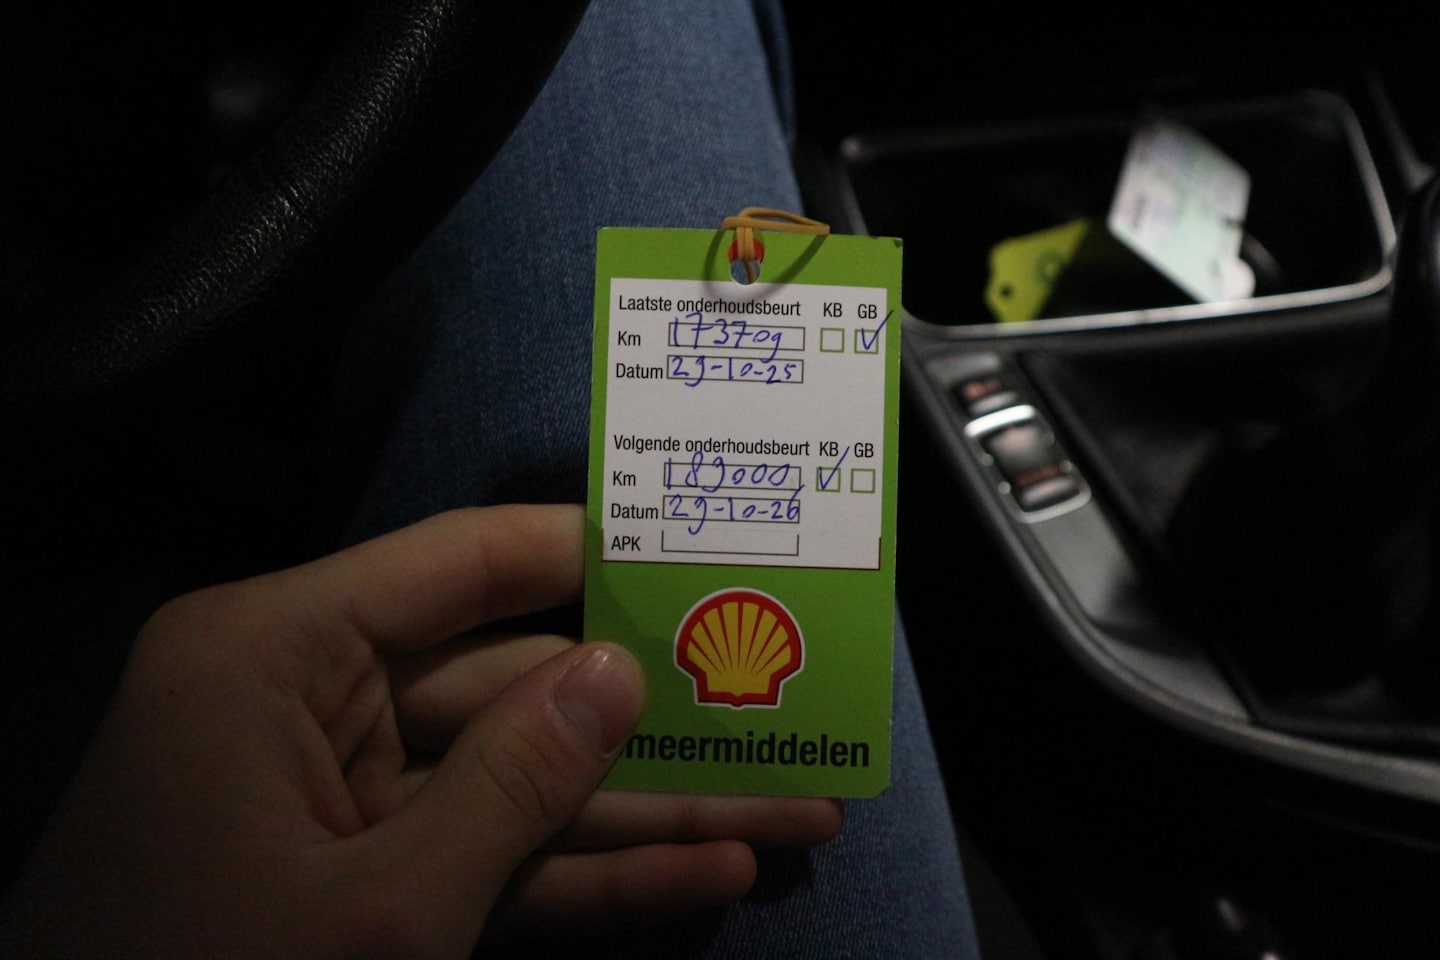 Laatste onderhoudsbeurt KB GB
Km 173709
Datum 29-10-25
Volgende onderhoudsbeurt KB GB
Km 189000
Datum 29-10-26
APK
meermiddelen